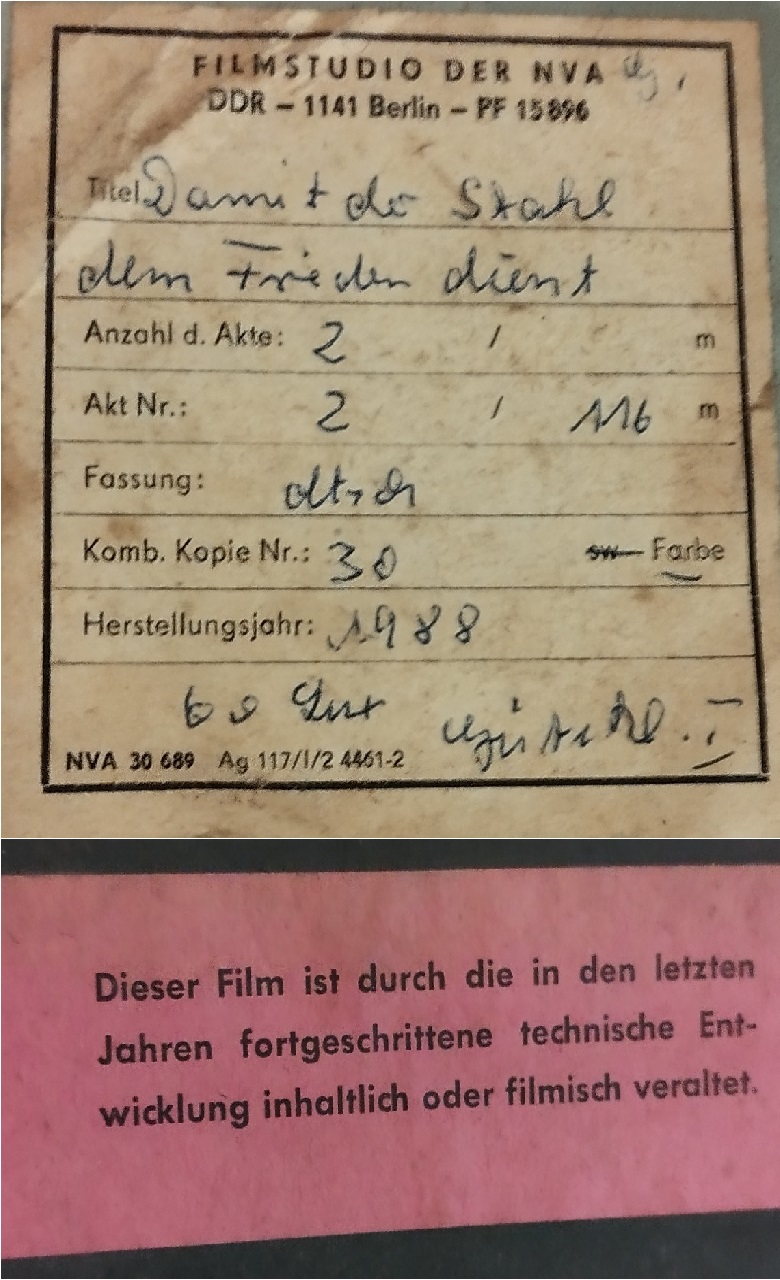 FILMSTUDIO DER NVA
DDR – 1141 Berlin – PF 15896
Titel Damit der Stahl
dem Frieden dient
Anzahl d. Akte: 2 / m
Akt Nr.: 2 / 116 m
Fassung: dtsch
Komb. Kopie Nr.: 30 sw – Farbe
Herstellungsjahr: 1988
NVA 30 689 Ag 117/I/2 4461-2
Dieser Film ist durch die in den letzten
Jahren fortgeschrittene technische Ent-
wicklung inhaltlich oder filmisch veraltet.